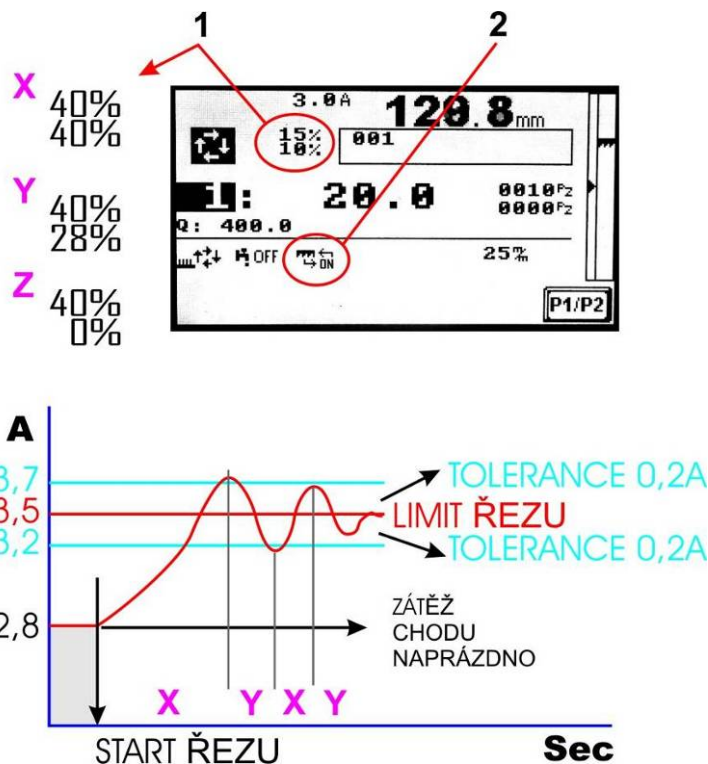 1
2
X
40%
40%
Y
40%
28%
Z
40%
0%
3.0A
120.8mm
15%
10%
001
1:
20.0
0010P2
0000P2
Q: 400.0
OFF
ON
25
P1/P2
A
3,7
TOLERANCE 0,2A
3,5
LIMIT ŘEZU
3,2
TOLERANCE 0,2A
2,8
ZÁTĚŽ
CHODU
NAPRÁZDNO
X Y X Y
START ŘEZU
Sec